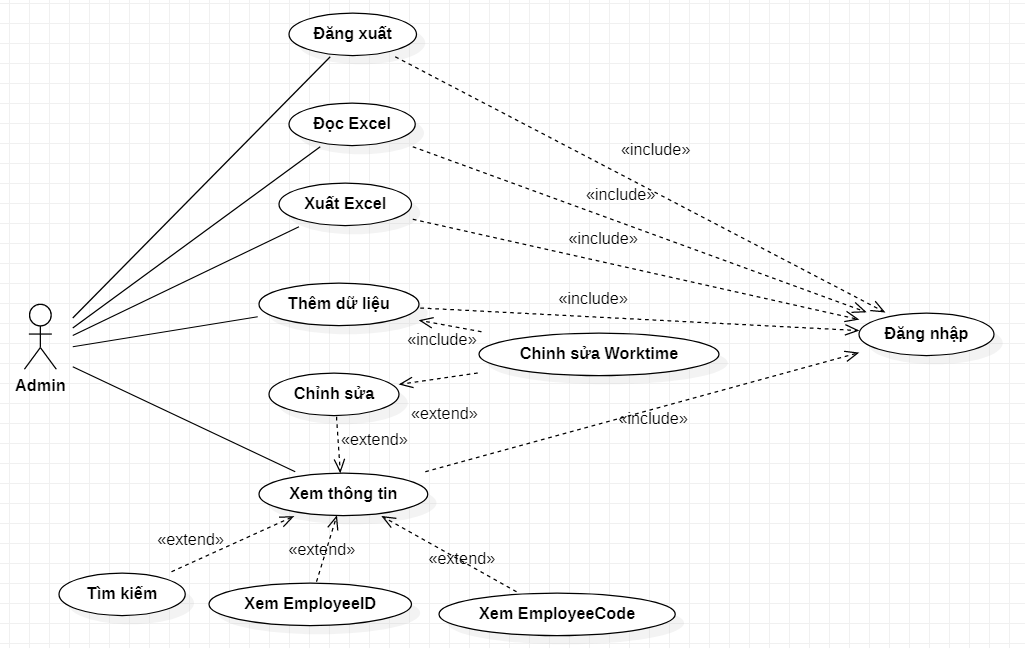 Đăng xuất
Đọc Excel
«include»
«include»
Xuất Excel
«include»
Thêm dữ liệu
«include»
Đăng nhập
«include»
Chinh sửa Worktime
Admin
Chỉnh sửa
«extend»
«include»
«extend»
Xem thông tin
«extend»
«extend»
«extend»
Tìm kiếm
Xem EmployeeID
Xem EmployeeCode